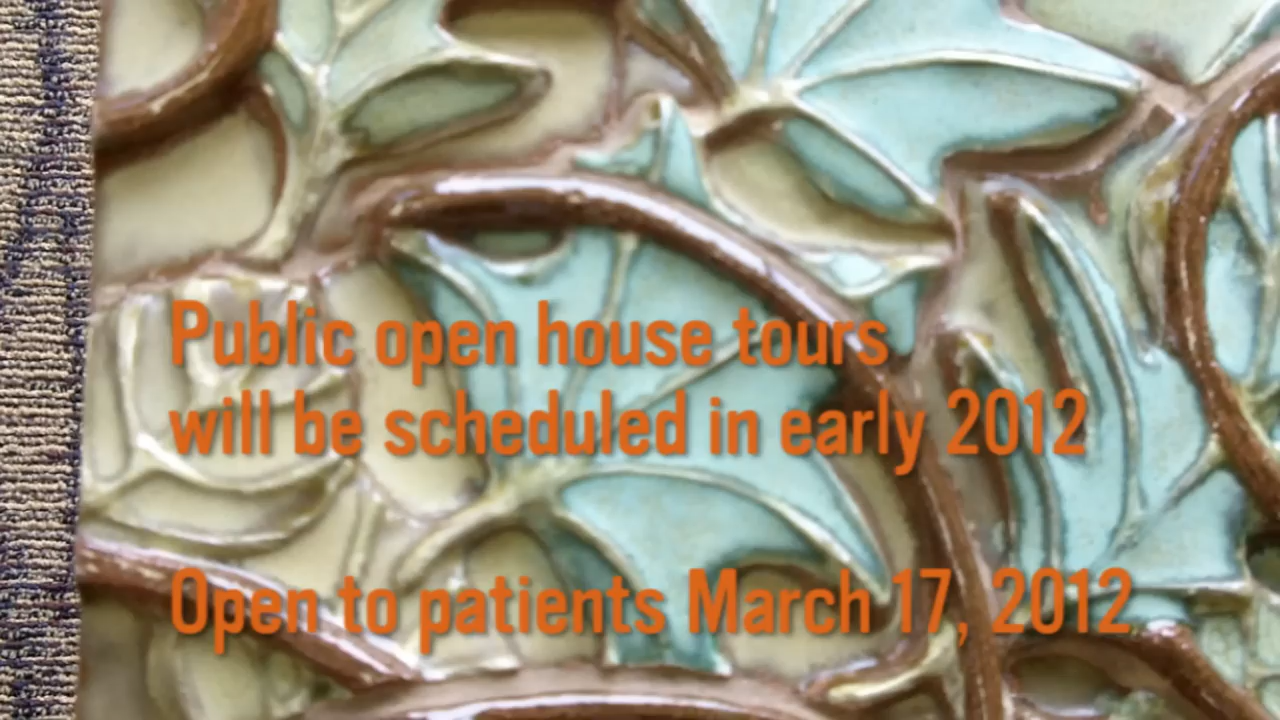 Public open house tours
will be scheduled in early 2012
Open to patients March 17, 2012